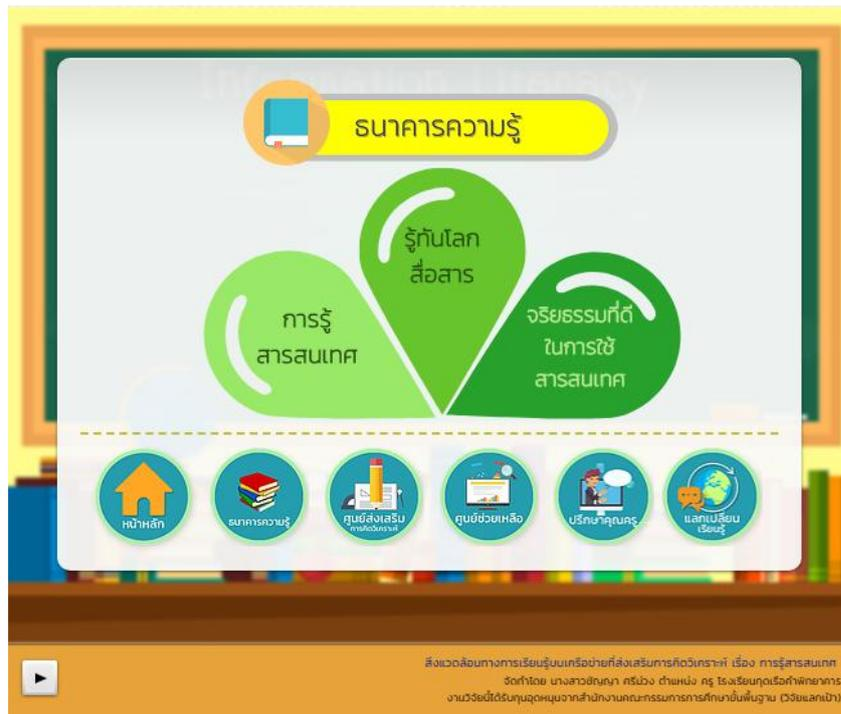 Information Literacy
ธนาคารความรู้
รู้ทันโลก
สื่อสาร
การรู้
สารสนเทศ
จริยธรรมที่ดี
ในการใช้
สารสนเทศ
หน้าหลัก
ธนาคารความรู้
ศูนย์ส่งเสริม
การคิดวิเคราะห์
ศูนย์ช่วยเหลือ
ปรึกษาคุณครู
แลกเปลี่ยน
เรียนรู้
สิ่งแวดล้อมทางการเรียนรู้บนเครือข่ายที่ส่งเสริมการคิดวิเคราะห์ เรื่อง การรู้สารสนเทศ
จัดทำโดย นางสาวชัญญา ศรีม่วง ตำแหน่ง ครู โรงเรียนกุดเรือคำพิทยาคาร
งานวิจัยนี้ได้รับทุนอุดหนุนจากสำนักงานคณะกรรมการการศึกษาขั้นพื้นฐาน (วิจัยแลกเป้า)